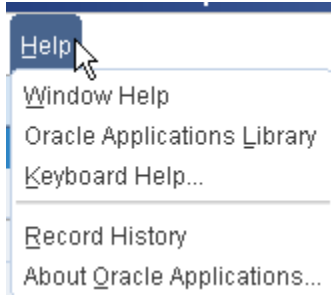 Help
Window Help
Oracle Applications Library
Keyboard Help...
Record History
About Oracle Applications...